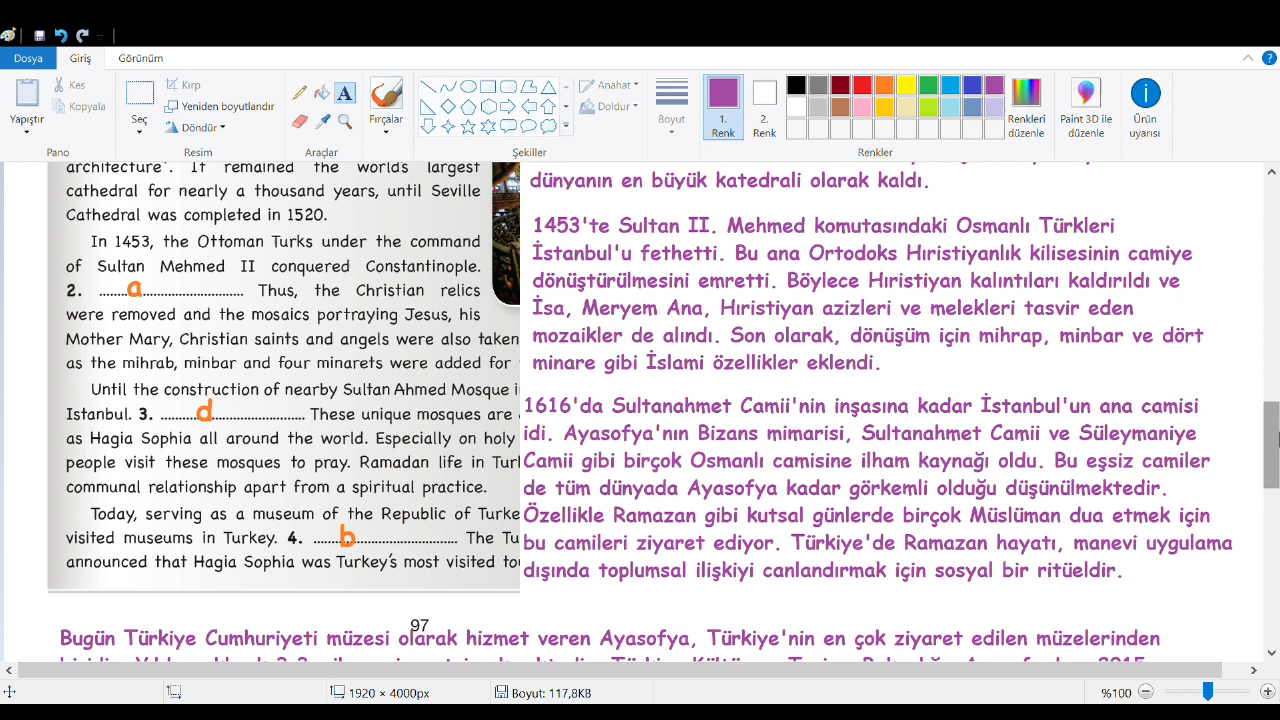 Dosya
Giriş
Görünüm
Yapıştır
Kes
Kopyala
Pano
Seç
Kırp
Yeniden boyutlandır
Döndür
Resim
A
Araçlar
Fırçalar
Şekiller
Anahat
Doldur
Boyut
1. Renk
2. Renk
Renkleri düzenle
Renkler
Paint 3D ile düzenle
Ürün uyarısı
architecture'. It remained the world's largest
cathedral for nearly a thousand years, until Seville
Cathedral was completed in 1520.
In 1453, the Ottoman Turks under the command
of Sultan Mehmed II conquered Constantinople.
2. ........a........................... Thus, the Christian relics
were removed and the mosaics portraying Jesus, his
Mother Mary, Christian saints and angels were also taken
as the mihrab, minbar and four minarets were added for
Until the construction of nearby Sultan Ahmed Mosque i
Istanbul. 3. ..........d......................... These unique mosques are
as Hagia Sophia all around the world. Especially on holy
people visit these mosques to pray. Ramadan life in Turk
communal relationship apart from a spiritual practice.
Today, serving as a museum of the Republic of Turke
visited museums in Turkey. 4. ........b........................... The Tu
announced that Hagia Sophia was Turkey's most visited tou
97
dünyanın en büyük katedrali olarak kaldı.
1453'te Sultan II. Mehmed komutasındaki Osmanlı Türkleri
İstanbul'u fethetti. Bu ana Ortodoks Hıristiyanlık kilisesinin camiye
dönüştürülmesini emretti. Böylece Hıristiyan kalıntıları kaldırıldı ve
İsa, Meryem Ana, Hıristiyan azizleri ve melekleri tasvir eden
mozaikler de alındı. Son olarak, dönüşüm için mihrap, minbar ve dört
minare gibi İslami özellikler eklendi.
1616'da Sultanahmet Camii'nin inşasına kadar İstanbul'un ana camisi
idi. Ayasofya'nın Bizans mimarisi, Sultanahmet Camii ve Süleymaniye
Camii gibi birçok Osmanlı camisine ilham kaynağı oldu. Bu eşsiz camiler
de tüm dünyada Ayasofya kadar görkemli olduğu düşünülmektedir.
Özellikle Ramazan gibi kutsal günlerde birçok Müslüman dua etmek için
bu camileri ziyaret ediyor. Türkiye'de Ramazan hayatı, manevi uygulama
dışında toplumsal ilişkiyi canlandırmak için sosyal bir ritüeldir.
Bugün Türkiye Cumhuriyeti müzesi olarak hizmet veren Ayasofya, Türkiye'nin en çok ziyaret edilen müzelerinden
1920 × 4000px
Boyut: 117,8KB
%100